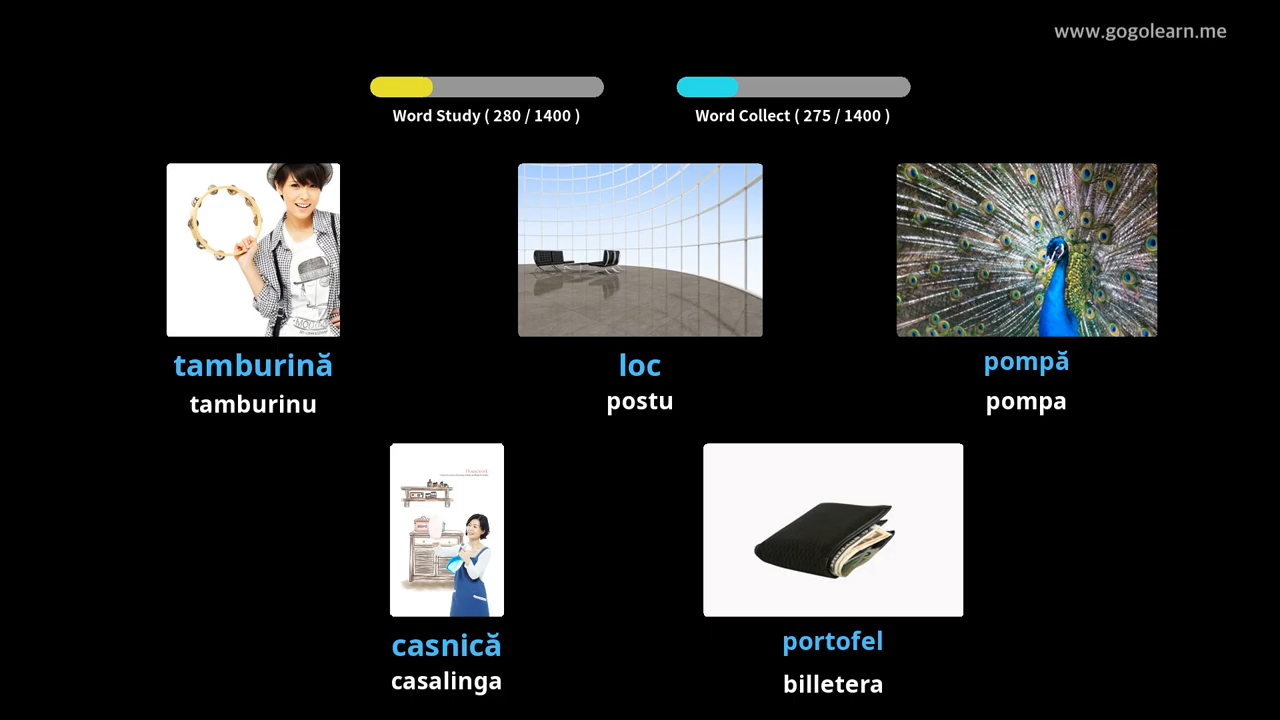 www.gogolearn.me
Word Study ( 280 / 1400 )
Word Collect ( 275 / 1400 )
tamburină
tamburinu
loc
postu
pompă
pompa
casnică
casalinga
portofel
billetera